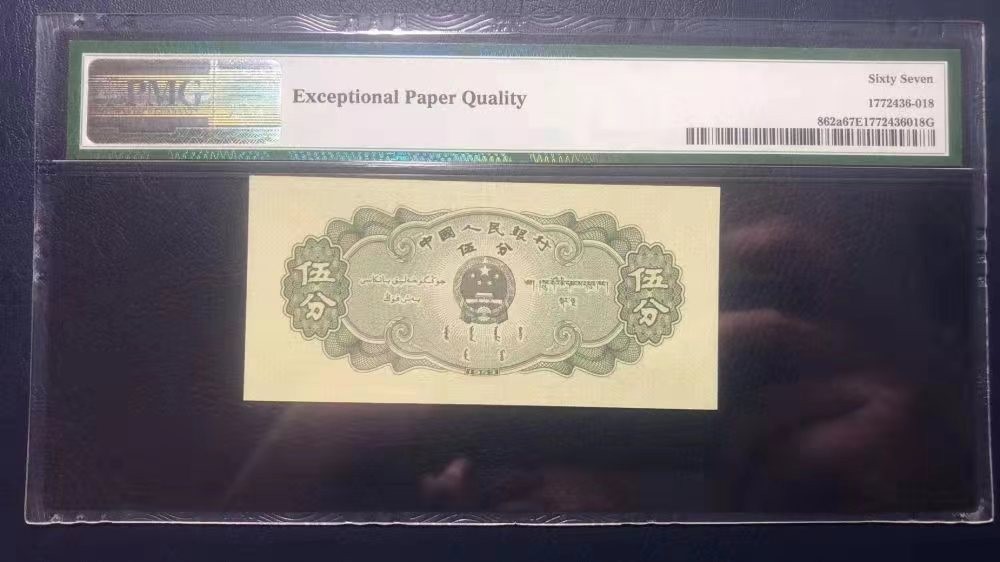 PMG
Exceptional Paper Quality
Sixty Seven
1772436-018
862a67E1772436018G
中國人民銀行
伍分
伍分
伍分
1953